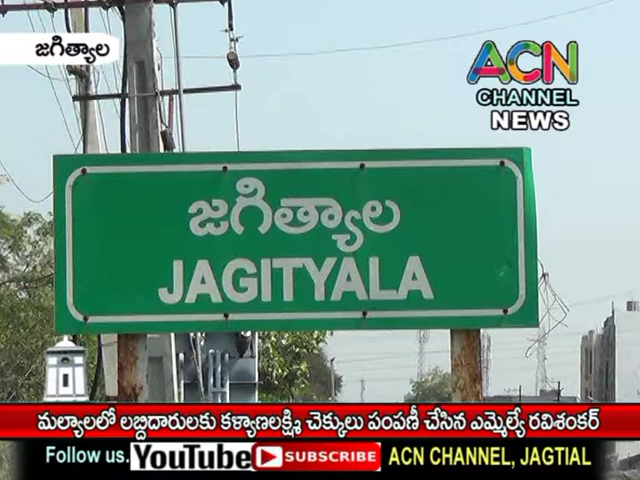 జగిత్యాల
ACN
CHANNEL
NEWS
జగిత్యాల
JAGITYALA
మల్యాలలో లబ్దిదారులకు కళ్యాణలక్ష్మి చెక్కులు పంపణీ చేసిన ఎమ్మెల్యే రవిశంకర్
Follow us. YouTube SUBSCRIBE ACN CHANNEL, JAGTIAL